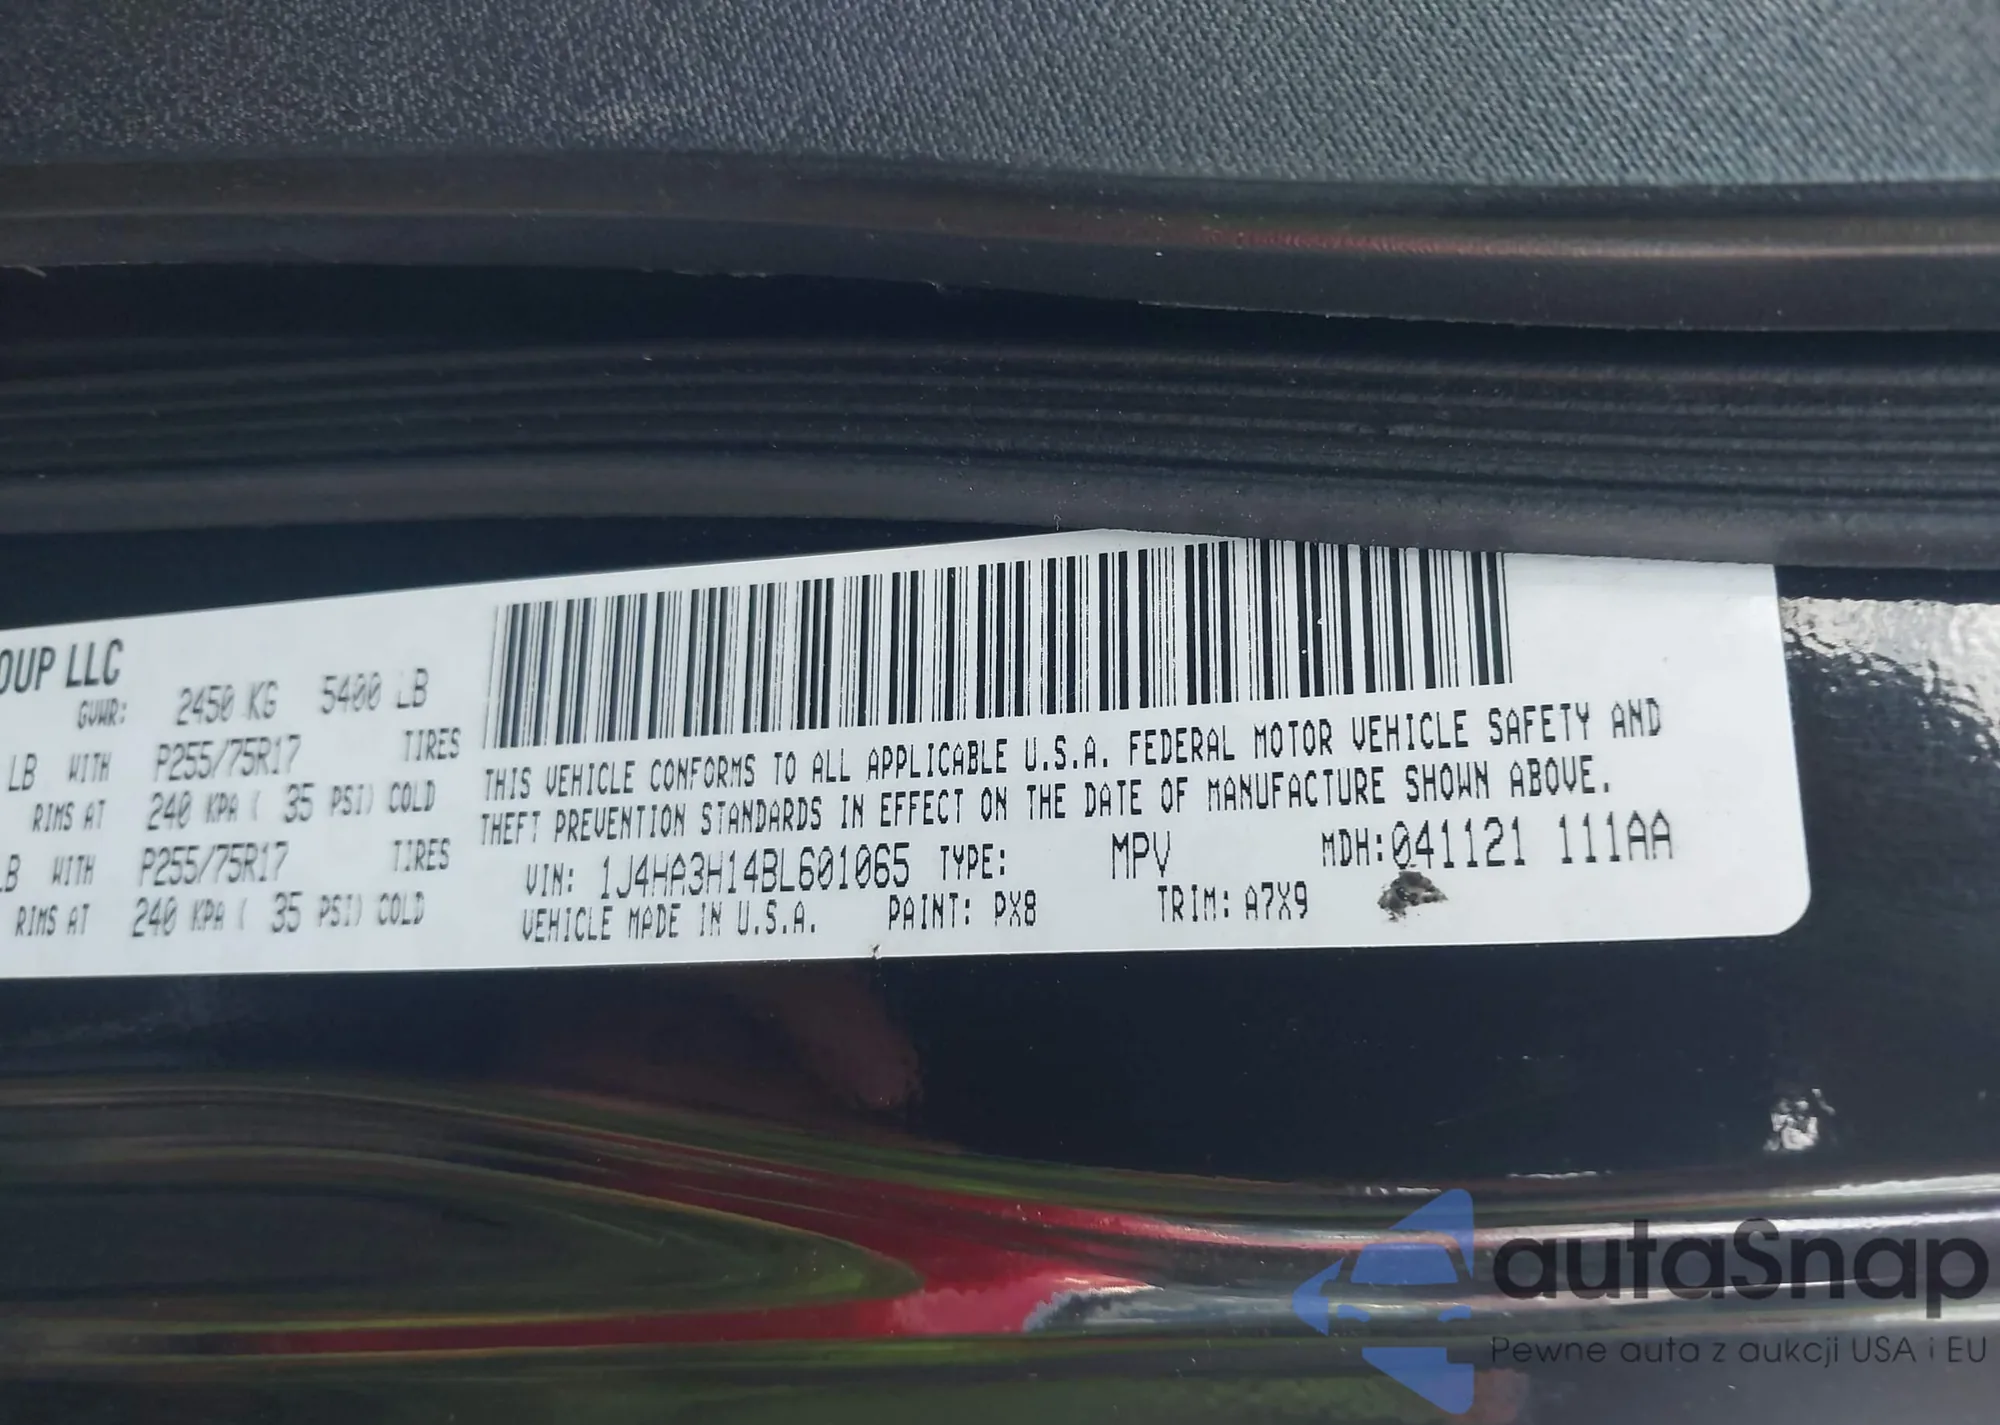 OUP LLC
GVWR: 2450 KG 5400 LB
LB WITH P255/75R17 TIRES
RIMS AT 240 KPA ( 35 PSI) COLD
LB WITH P255/75R17 TIRES
RIMS AT 240 KPA ( 35 PSI) COLD
THIS VEHICLE CONFORMS TO ALL APPLICABLE U.S.A. FEDERAL MOTOR VEHICLE SAFETY AND
THEFT PREVENTION STANDARDS IN EFFECT ON THE DATE OF MANUFACTURE SHOWN ABOVE.
VIN: 1J4HA3H14BL601065 TYPE: MPV MDH:041121 111AA
VEHICLE MADE IN U.S.A. PAINT: PX8 TRIM: A7X9
autaSnap
Pewne auta z aukcji USA i EU